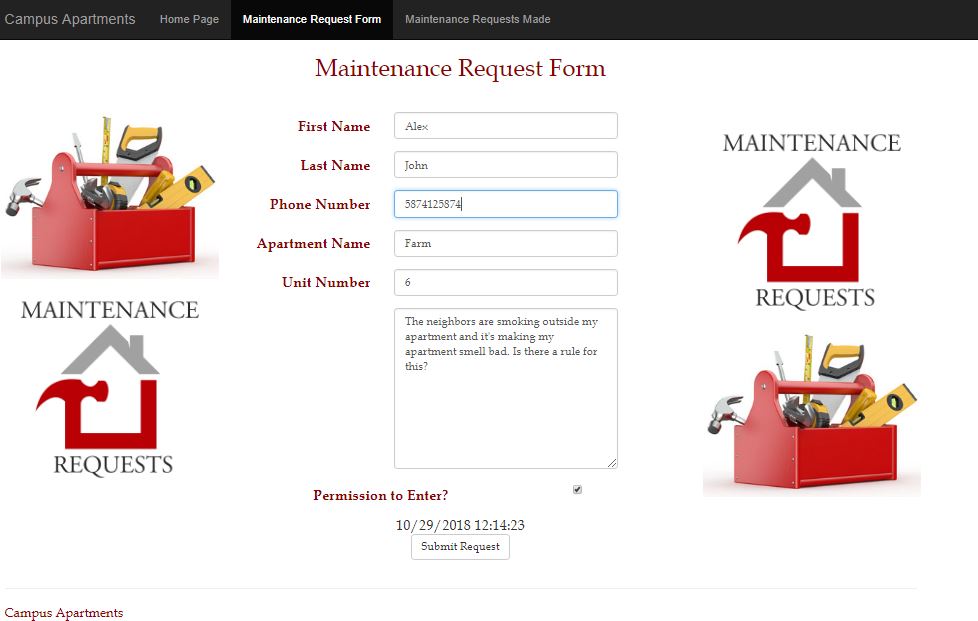 Campus Apartments Home Page Maintenance Request Form Maintenance Requests Made
Maintenance Request Form
First Name Alex
Last Name John
Phone Number 5874125874
Apartment Name Farm
Unit Number 6
The neighbors are smoking outside my
apartment and it's making my
apartment smell bad. Is there a rule for
this?
Permission to Enter?
10/29/2018 12:14:23
Submit Request
MAINTENANCE
REQUESTS
MAINTENANCE
REQUESTS
Campus Apartments